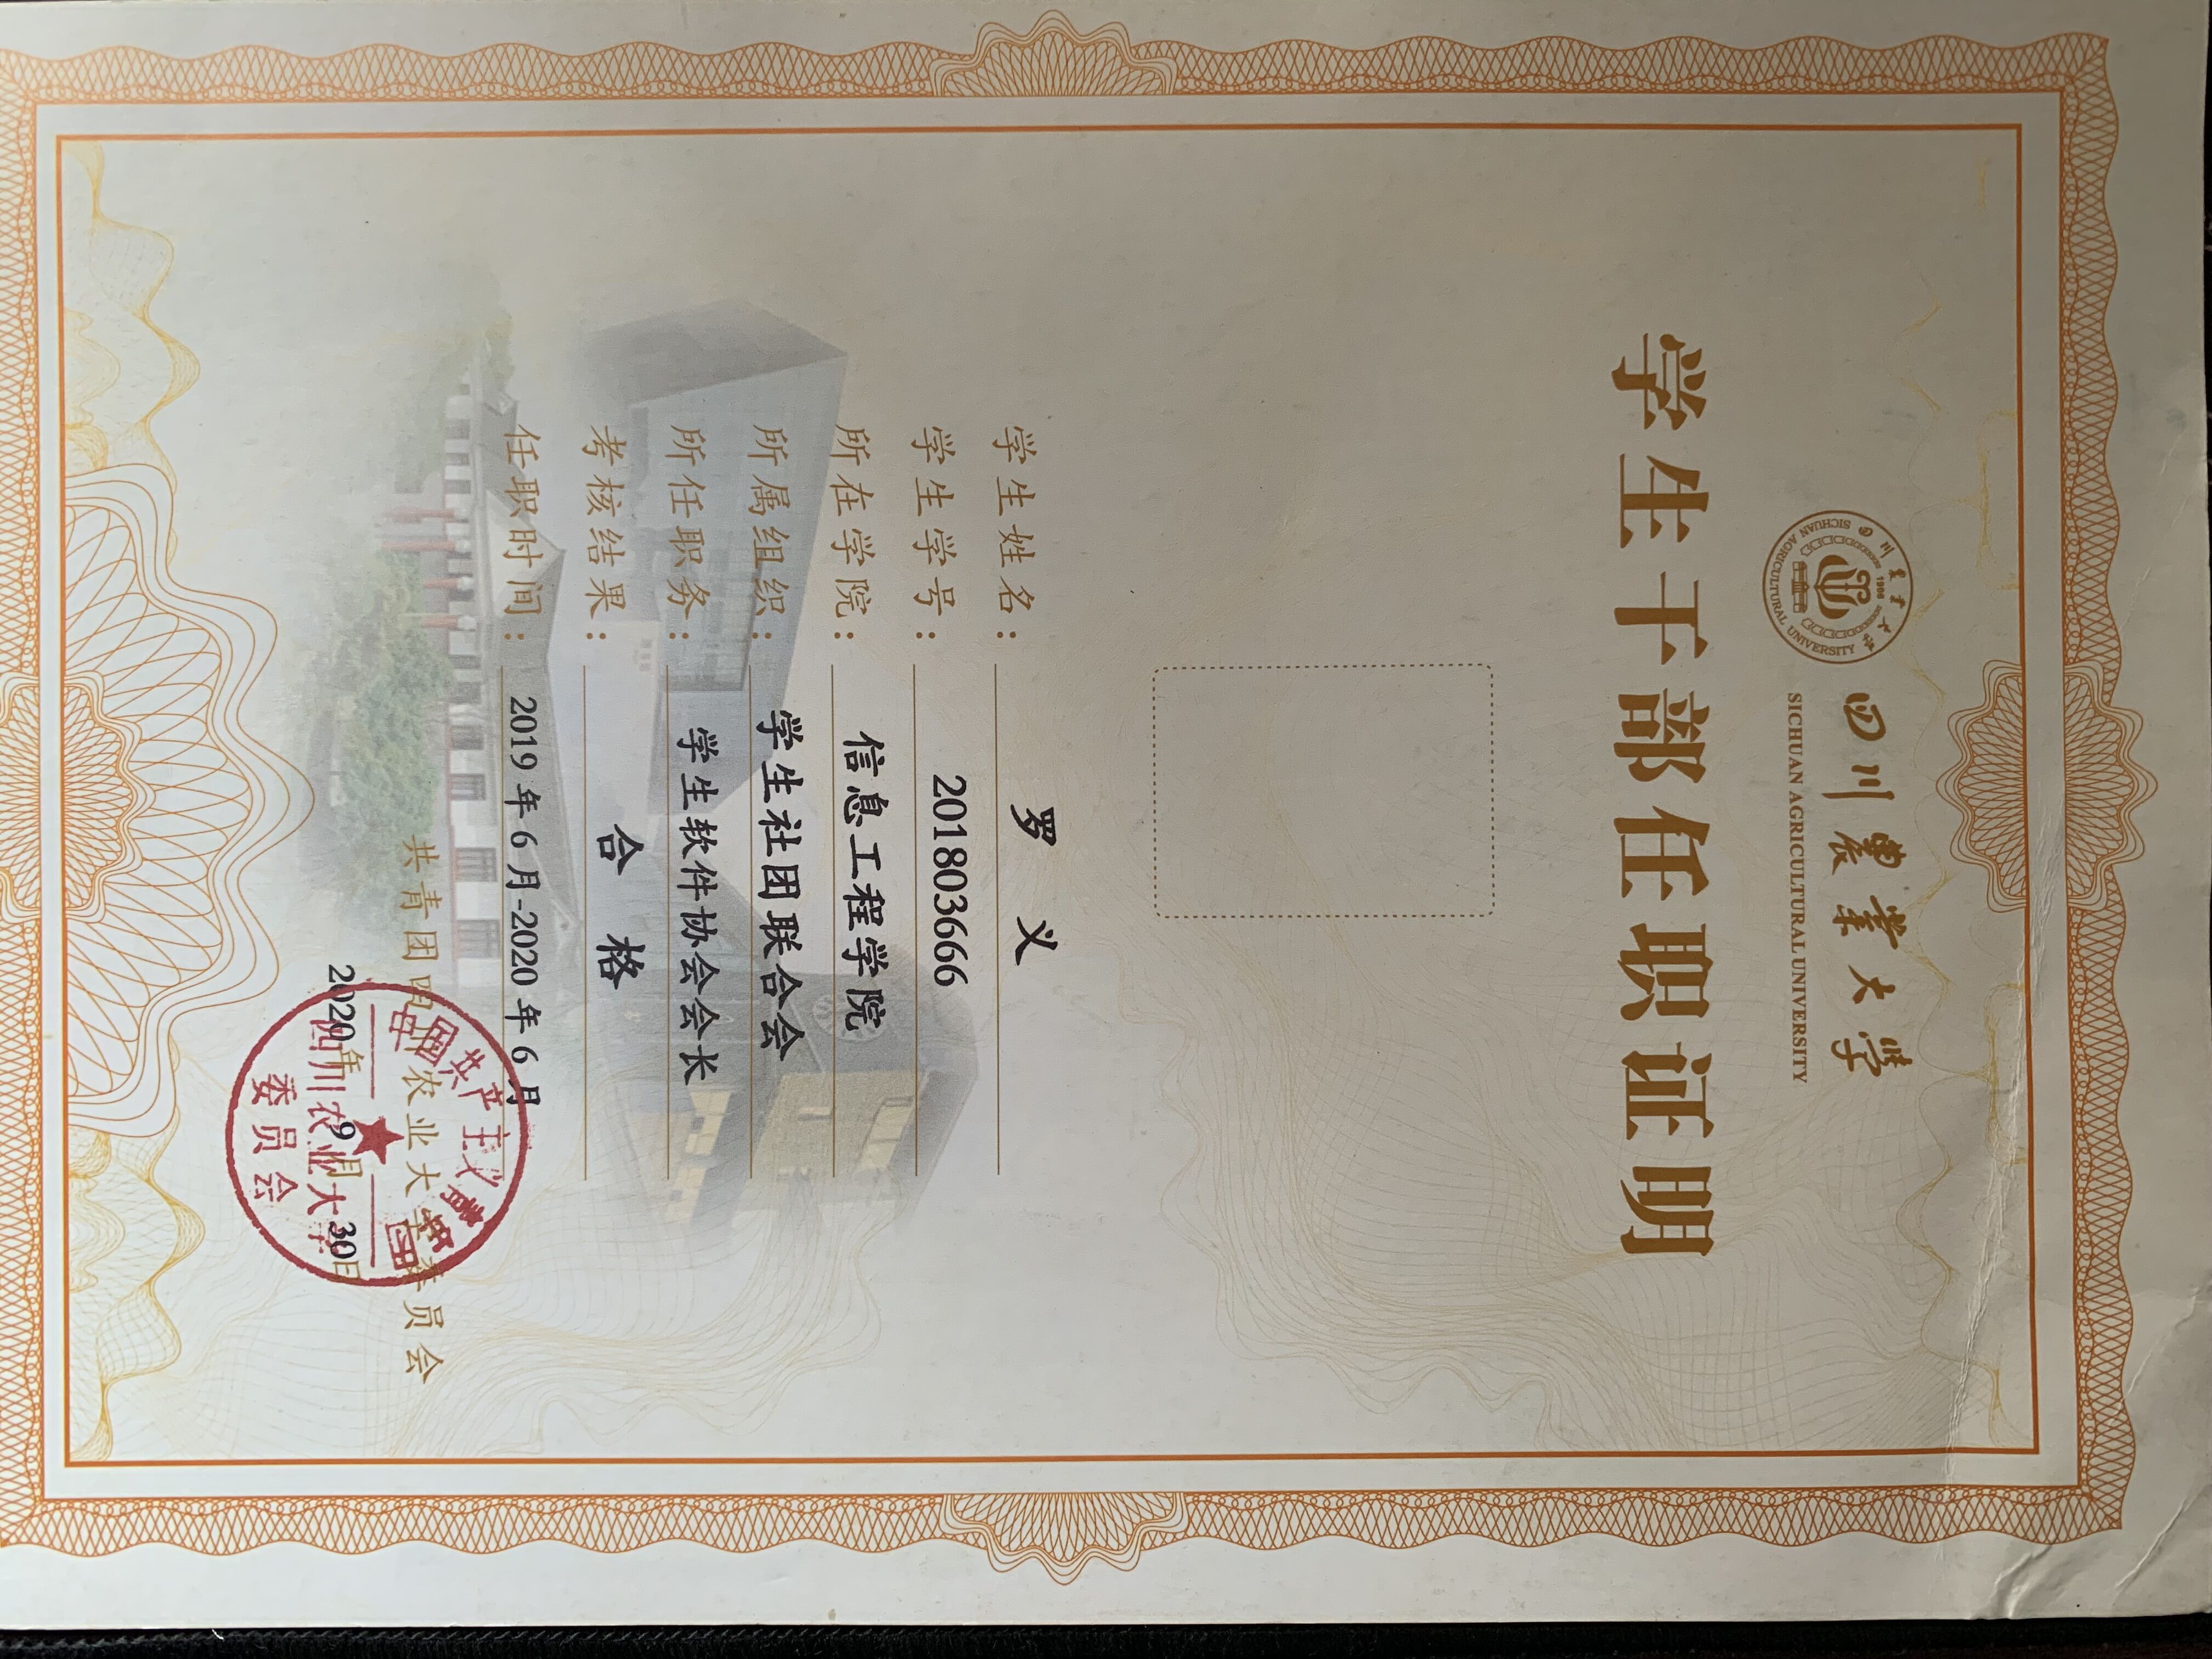 四川農業大學
1906
SICHUAN AGRICULTURAL UNIVERSITY
四川農業大學
SICHUAN AGRICULTURAL UNIVERSITY
学生干部任职证明
学生姓名：罗 义
学生学号：201803666
所在学院：信息工程学院
所属组织：学生社团联合会
所任职务：学生软件协会会长
考核结果：合 格
任职时间：2019 年 6 月-2020 年 6 月
共青团四川农业大学委员会
2020 年 9 月 30 日
中国共产主义青年团
四川农业大学
委员会